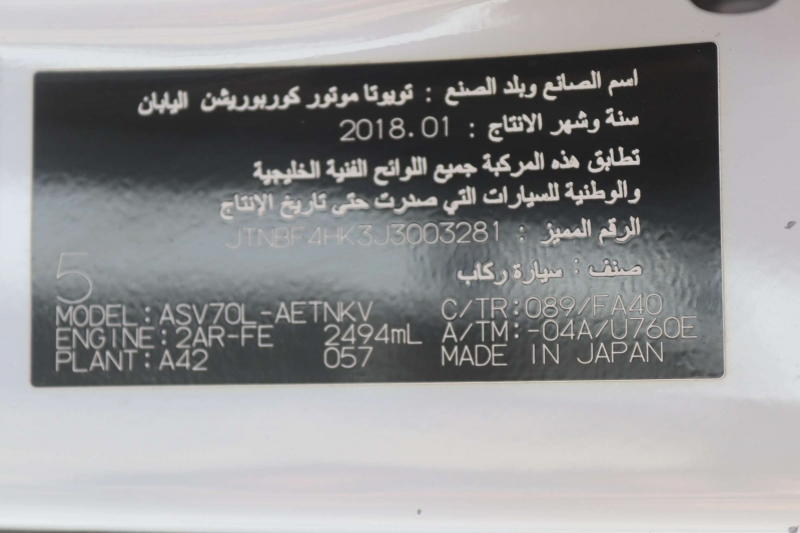 اسم الصانع وبلد الصنع : تويوتا موتور كوربوريشن اليابان
سنة وشهر الانتاج : 2018.01
تطابق هذه المركبة جميع اللوائح الفنية الخليجية
والوطنية للسيارات التي صدرت حتى تاريخ الإنتاج
الرقم المميز : JTNBF4HK3J3003281
صنف : سيارة ركاب
5
MODEL:ASV70L-AETNKV C/TR:089/FA40
ENGINE:2AR-FE 2494mL A/TM:-04A/U760E
PLANT:A42 057 MADE IN JAPAN